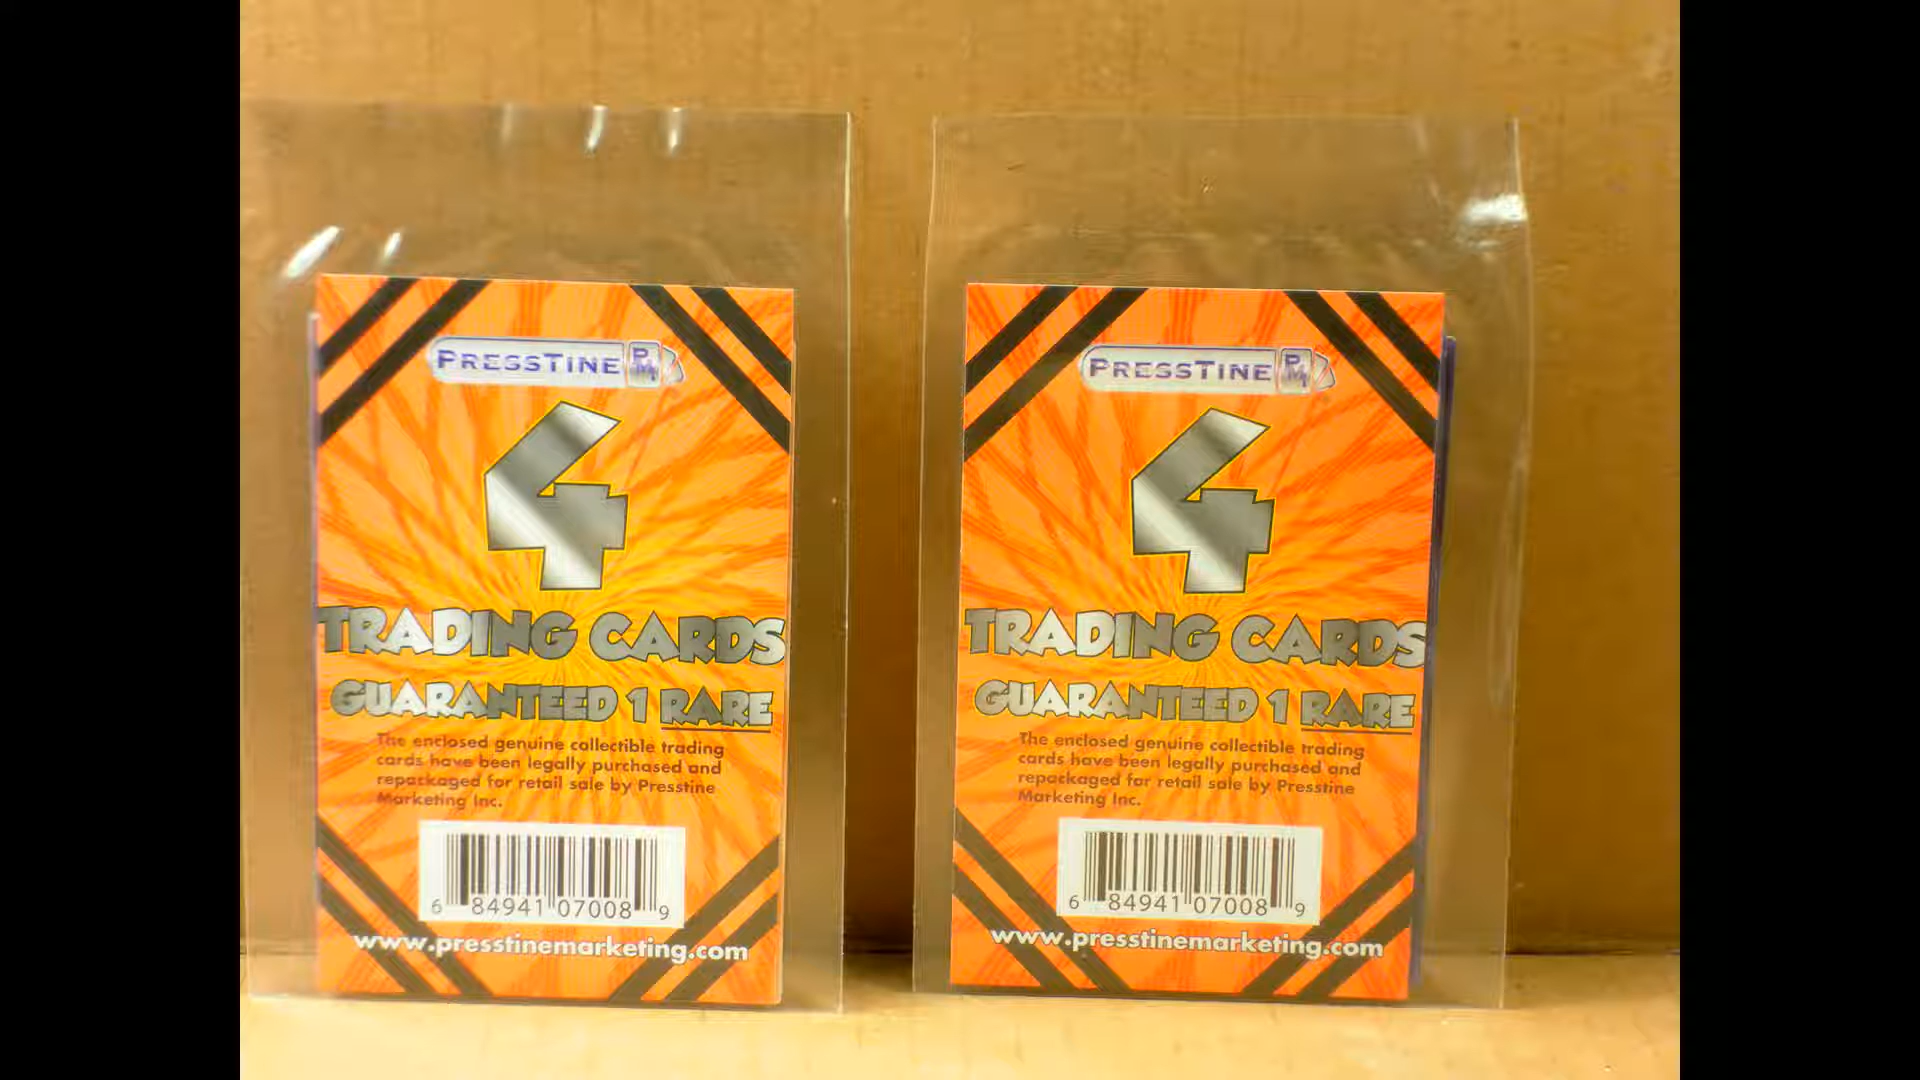 PRESSTINE PM
4
TRADING CARDS
GUARANTEED 1 RARE
The enclosed genuine collectible trading
cards have been legally purchased and
repackaged for retail sale by Presstine
Marketing Inc.
6 84941 07008 9
www.presstinemarketing.com
PRESSTINE PM
4
TRADING CARDS
GUARANTEED 1 RARE
The enclosed genuine collectible trading
cards have been legally purchased and
repackaged for retail sale by Presstine
Marketing Inc.
6 84941 07008 9
www.presstinemarketing.com